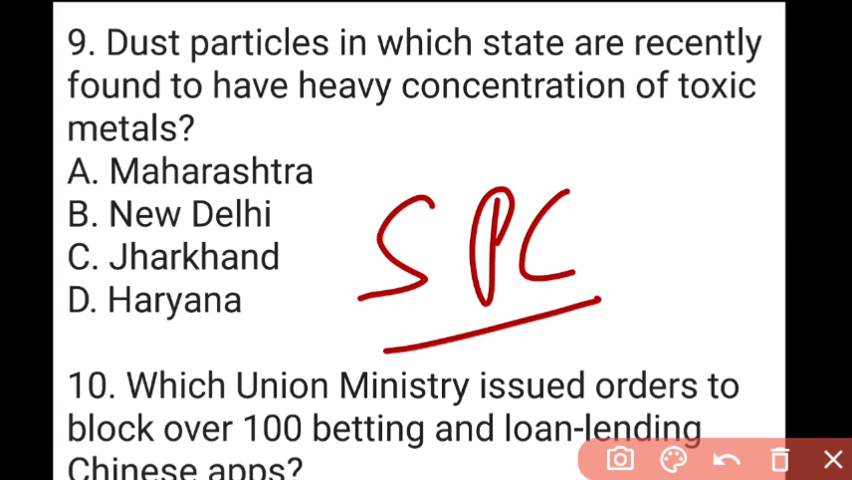 9. Dust particles in which state are recently
found to have heavy concentration of toxic
metals?
A. Maharashtra
B. New Delhi
C. Jharkhand
D. Haryana
SPC
10. Which Union Ministry issued orders to
block over 100 betting and loan-lending
Chinese apps?